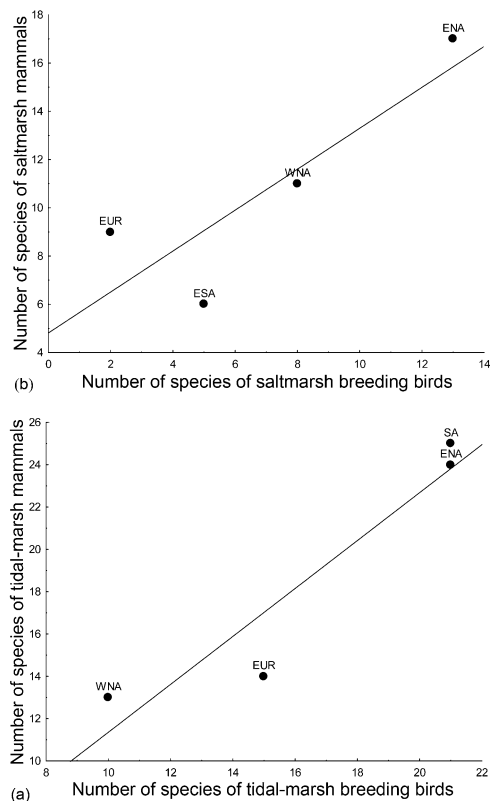 18
16
14
12
10
8
6
4
Number of species of saltmarsh mammals
ENA
WNA
EUR
ESA
0 2 4 6 8 10 12 14
(b) Number of species of saltmarsh breeding birds
26
24
22
20
18
16
14
12
10
Number of species of tidal-marsh mammals
SA
ENA
EUR
WNA
8 10 12 14 16 18 20 22
(a) Number of species of tidal-marsh breeding birds